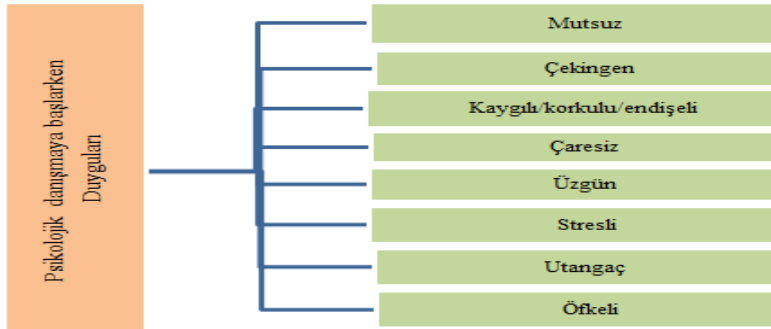 Psikolojik danışmaya başlarken
Duyguları
Mutsuz
Çekingen
Kaygılı/korkulu/endişeli
Çaresiz
Üzgün
Stresli
Utangaç
Öfkeli